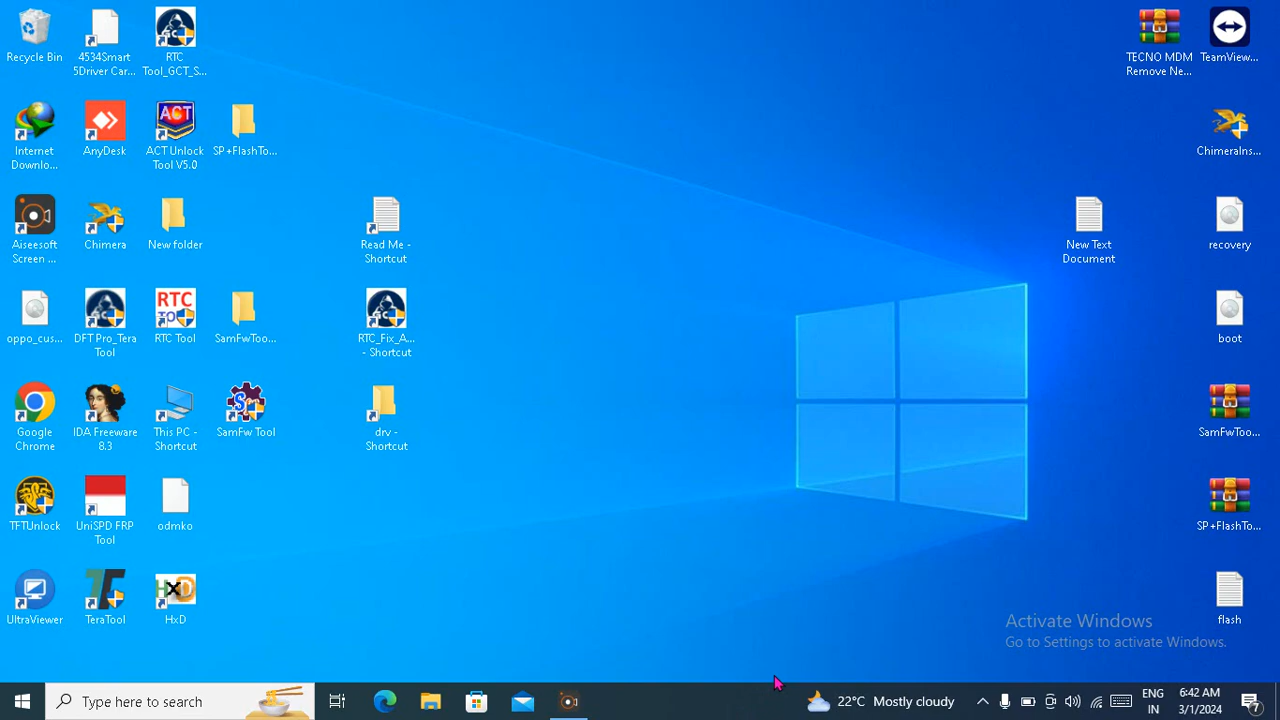 Recycle Bin
4534Smart
5Driver Car...
RTC
Tool_GCT_S...
TECNO MDM
Remove Ne...
TeamView...
Internet
Downlo...
AnyDesk
ACT
ACT Unlock
Tool V5.0
SP+FlashTo...
ChimeraIns...
Aiseesoft
Screen ...
Chimera
New folder
Read Me -
Shortcut
New Text
Document
recovery
oppo_cus...
DFT Pro_Tera
Tool
RTC
RTC Tool
SamFwToo...
RTC_Fix_A...
- Shortcut
boot
Google
Chrome
IDA Freeware
8.3
This PC -
Shortcut
SamFw Tool
drv -
Shortcut
SamFwToo...
TFTUnlock
UniSPD FRP
Tool
odmko
SP+FlashTo...
UltraViewer
TeraTool
HxD
HxD
flash
Activate Windows
Go to Settings to activate Windows.
Type here to search
22°C Mostly cloudy
ENG
IN
6:42 AM
3/1/2024
7